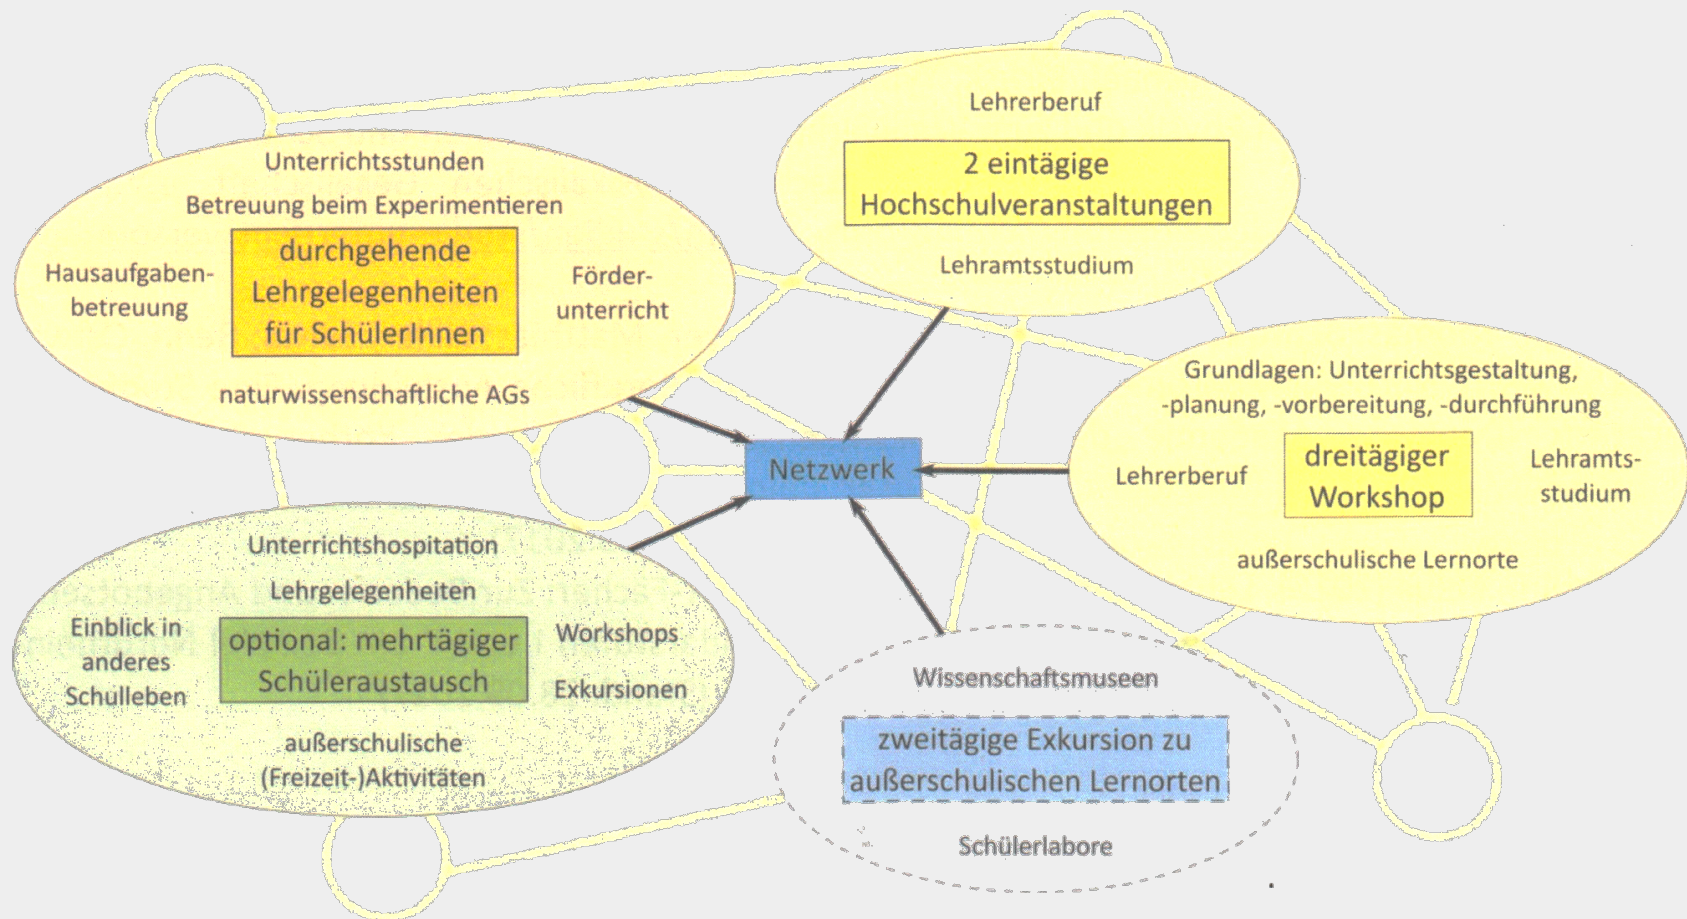 Lehrerberuf
2 eintägige
Hochschulveranstaltungen
Lehramtsstudium
Unterrichtsstunden
Betreuung beim Experimentieren
durchgehende
Lehrgelegenheiten
für SchülerInnen
Hausaufgaben-
betreuung
Förder-
unterricht
naturwissenschaftliche AGs
Grundlagen: Unterrichtsgestaltung,
-planung, -vorbereitung, -durchführung
Lehrerberuf
dreitägiger
Workshop
Lehramts-
studium
außerschulische Lernorte
Netzwerk
Unterrichtshospitation
Lehrgelegenheiten
Einblick in
anderes
Schulleben
optional: mehrtägiger
Schüleraustausch
Workshops
Exkursionen
außerschulische
(Freizeit-)Aktivitäten
Wissenschaftsmuseen
zweitägige Exkursion zu
außerschulischen Lernorten
Schülerlabore